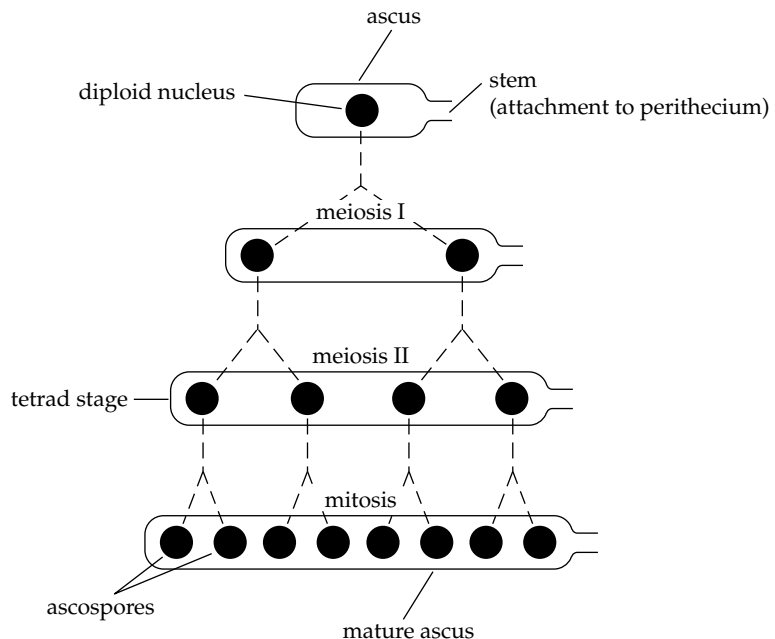 ascus
diploid nucleus
stem
(attachment to perithecium)
meiosis I
meiosis II
tetrad stage
mitosis
ascospores
mature ascus